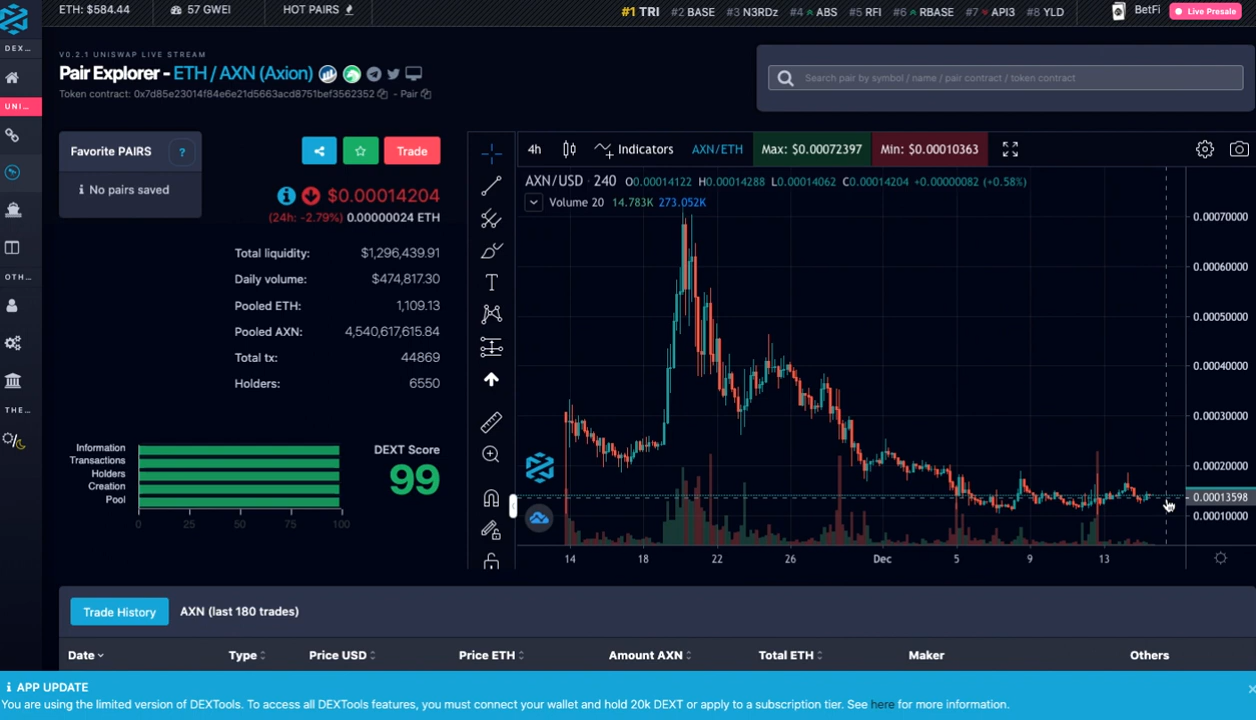 ETH: $584.44
57 GWEI
HOT PAIRS
#1 TRI #2 BASE #3 N3RDz #4 ABS #5 RFI #6 RBASE #7 API3 #8 YLD
BetFi
Live Presale
DEX...
UNI...
OTH...
THE...
V0.2.1 UNISWAP LIVE STREAM
Pair Explorer - ETH / AXN (Axion)
Token contract: 0x7d85e23014f84e6e21d5663acd8751bef3562352 - Pair
Search pair by symbol / name / pair contract / token contract
Favorite PAIRS ?
No pairs saved
Trade
$0.00014204
(24h: -2.79%) 0.00000024 ETH
Total liquidity: $1,296,439.91
Daily volume: $474,817.30
Pooled ETH: 1,109.13
Pooled AXN: 4,540,617,615.84
Total tx: 44869
Holders: 6550
Information
Transactions
Holders
Creation
Pool
0 25 50 75 100
DEXT Score
99
4h Indicators AXN/ETH Max: $0.00072397 Min: $0.00010363
AXN/USD · 240 O0.00014122 H0.00014288 L0.00014062 C0.00014204 +0.00000082 (+0.58%)
Volume 20 14.783K 273.052K
T
0.00070000
0.00060000
0.00050000
0.00040000
0.00030000
0.00020000
0.00013598
0.00010000
14 18 22 26 Dec 5 9 13
Trade History AXN (last 180 trades)
Date Type Price USD Price ETH Amount AXN Total ETH Maker Others
APP UPDATE
You are using the limited version of DEXTools. To access all DEXTools features, you must connect your wallet and hold 20k DEXT or apply to a subscription tier. See here for more information.